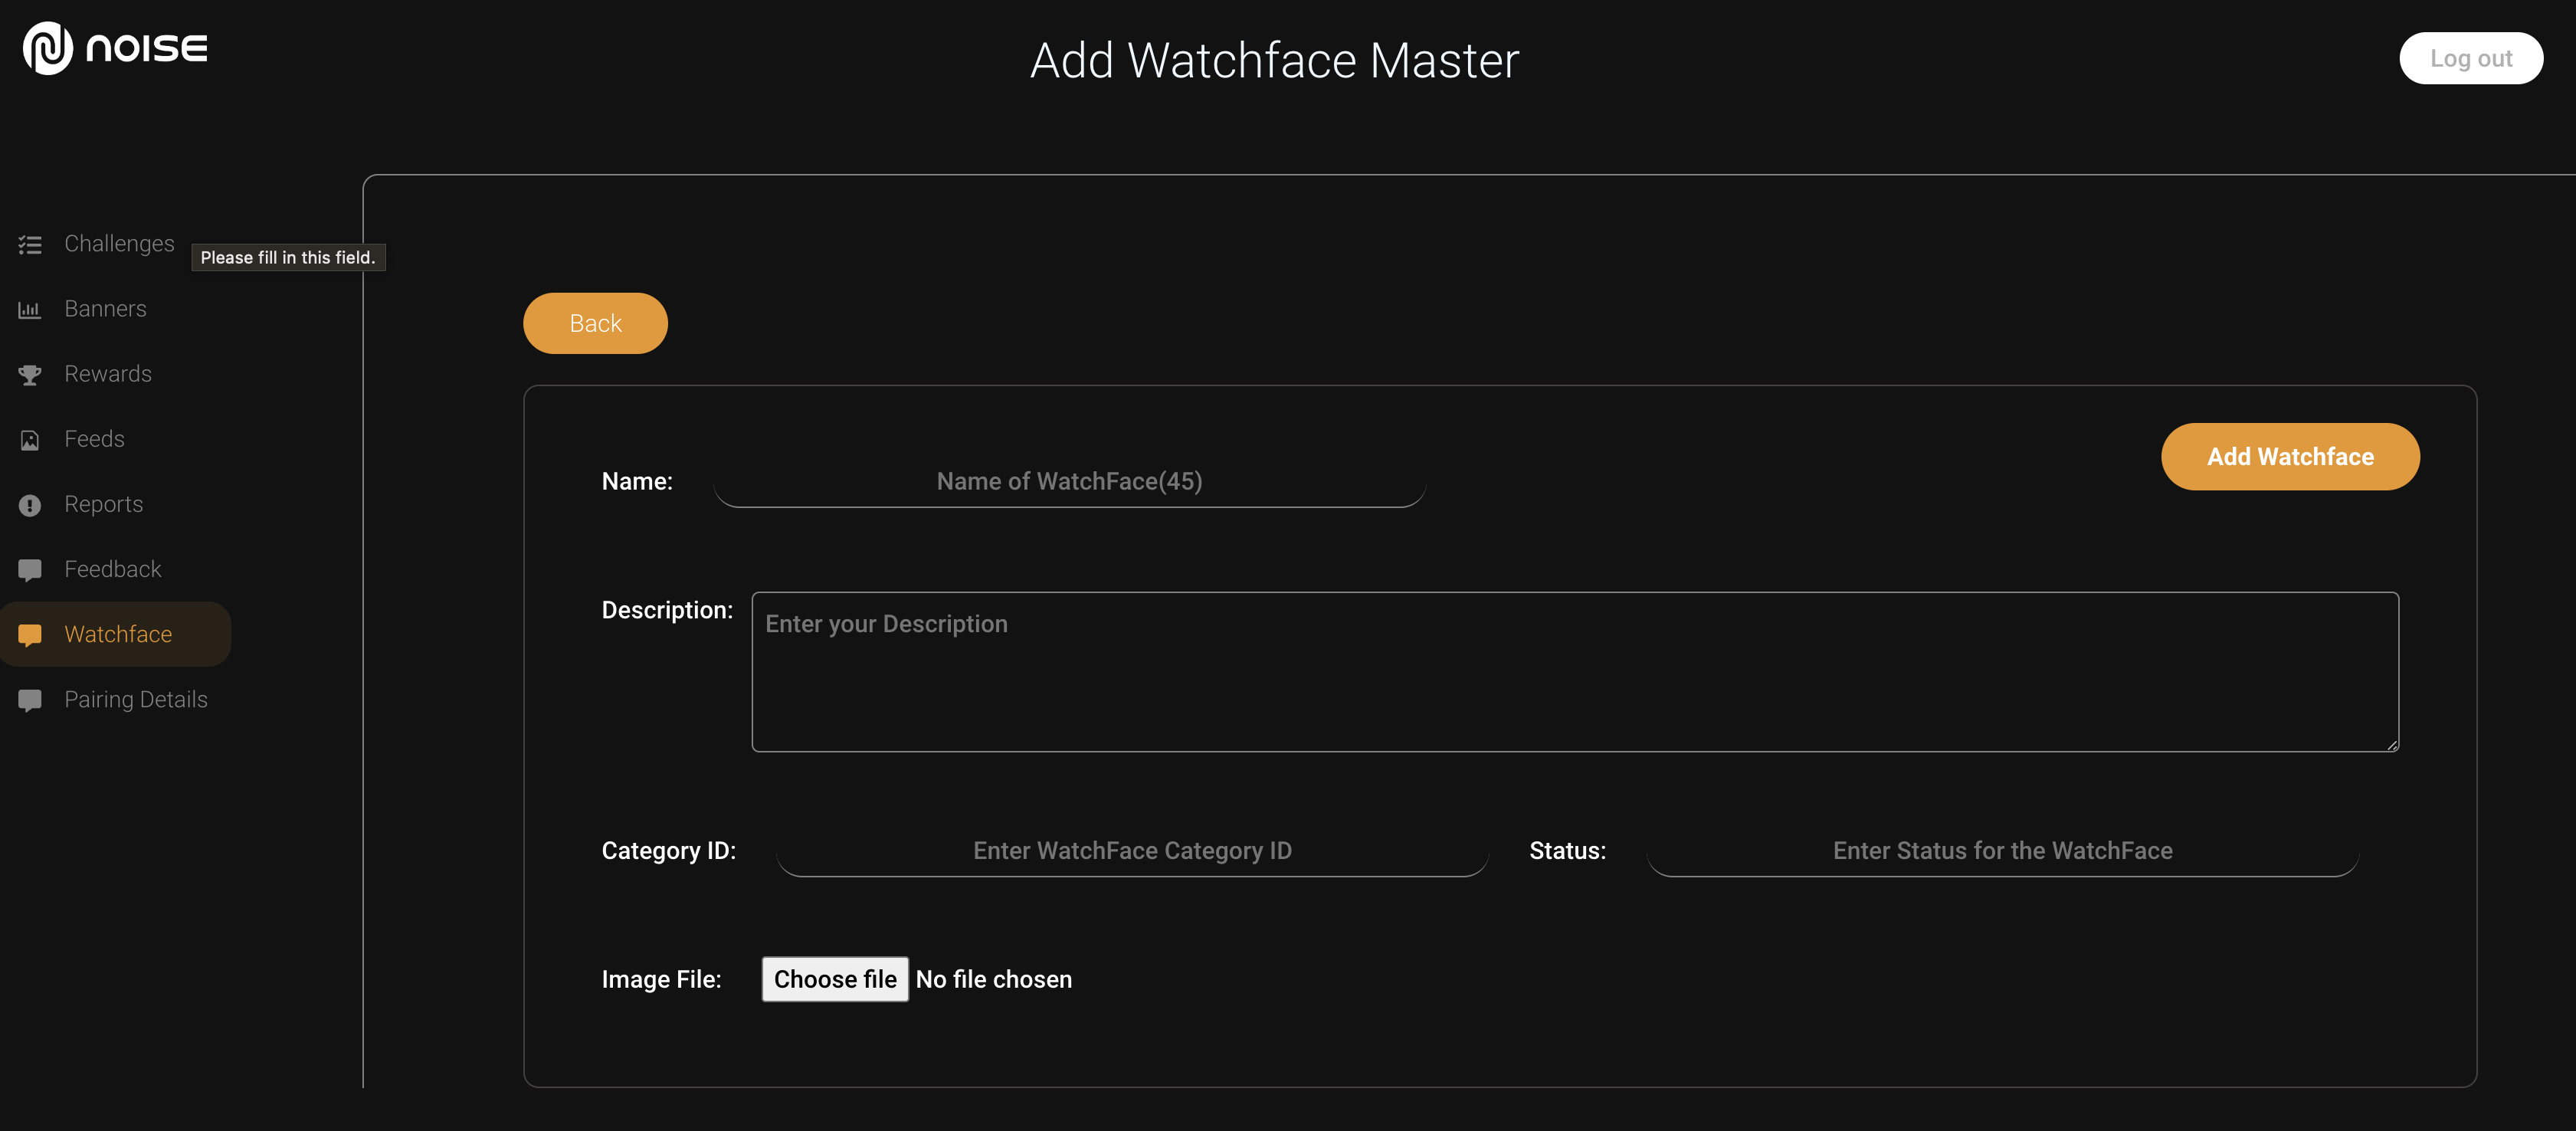 NOISE
Add Watchface Master
Log out
Challenges
Please fill in this field.
Banners
Rewards
Feeds
Reports
Feedback
Watchface
Pairing Details
Back
Add Watchface
Name:
Name of WatchFace(45)
Description:
Enter your Description
Category ID:
Enter WatchFace Category ID
Status:
Enter Status for the WatchFace
Image File:
Choose file No file chosen